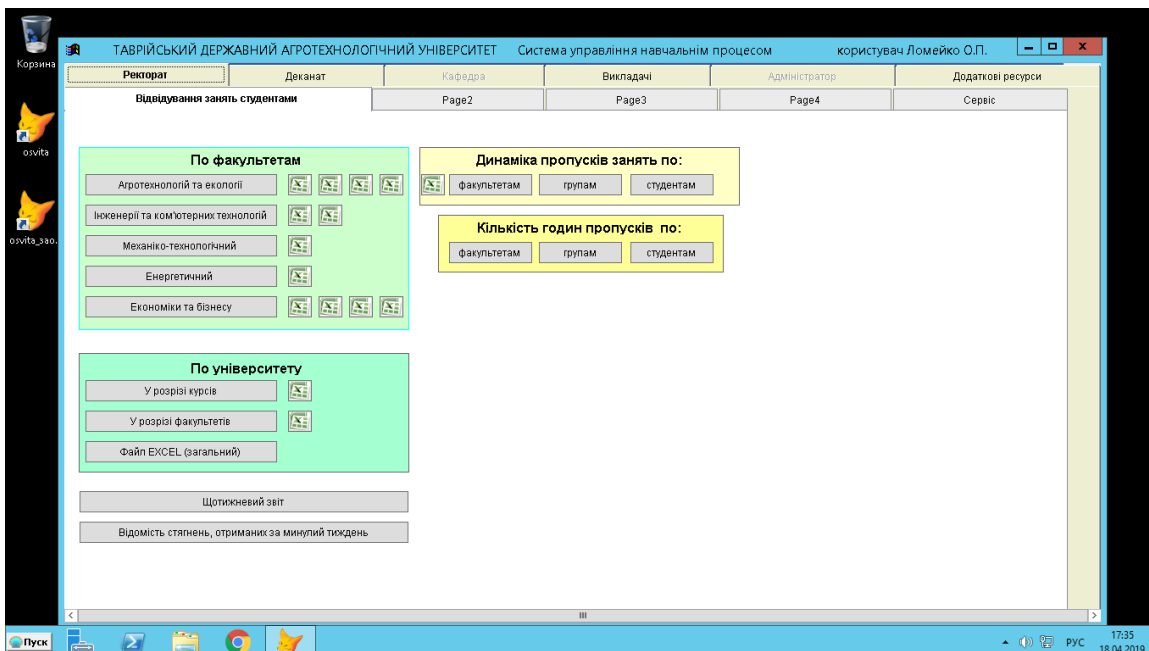 Корзина
osvita
osvita_зао.
ТАВРІЙСЬКИЙ ДЕРЖАВНИЙ АГРОТЕХНОЛОГІЧНИЙ УНІВЕРСИТЕТ Система управління навчальнім процесом користувач Ломейко О.П.
Ректорат Деканат Кафедра Викладачі Адміністратор Додаткові ресурси
Відвідування занять студентами Page2 Page3 Page4 Сервіс
По факультетам
Агротехнологій та екології
Інженерії та комп'ютерних технологій
Механіко-технологічний
Енергетичний
Економіки та бізнесу
Динаміка пропусків занять по:
факультетам групам студентам
Кількість годин пропусків по:
факультетам групам студентам
По університету
У розрізі курсів
У розрізі факультетів
Файл EXCEL (загальний)
Щотижневий звіт
Відомість стягнень, отриманих за минулий тиждень
Пуск
РУС
17:35
18.04.2019